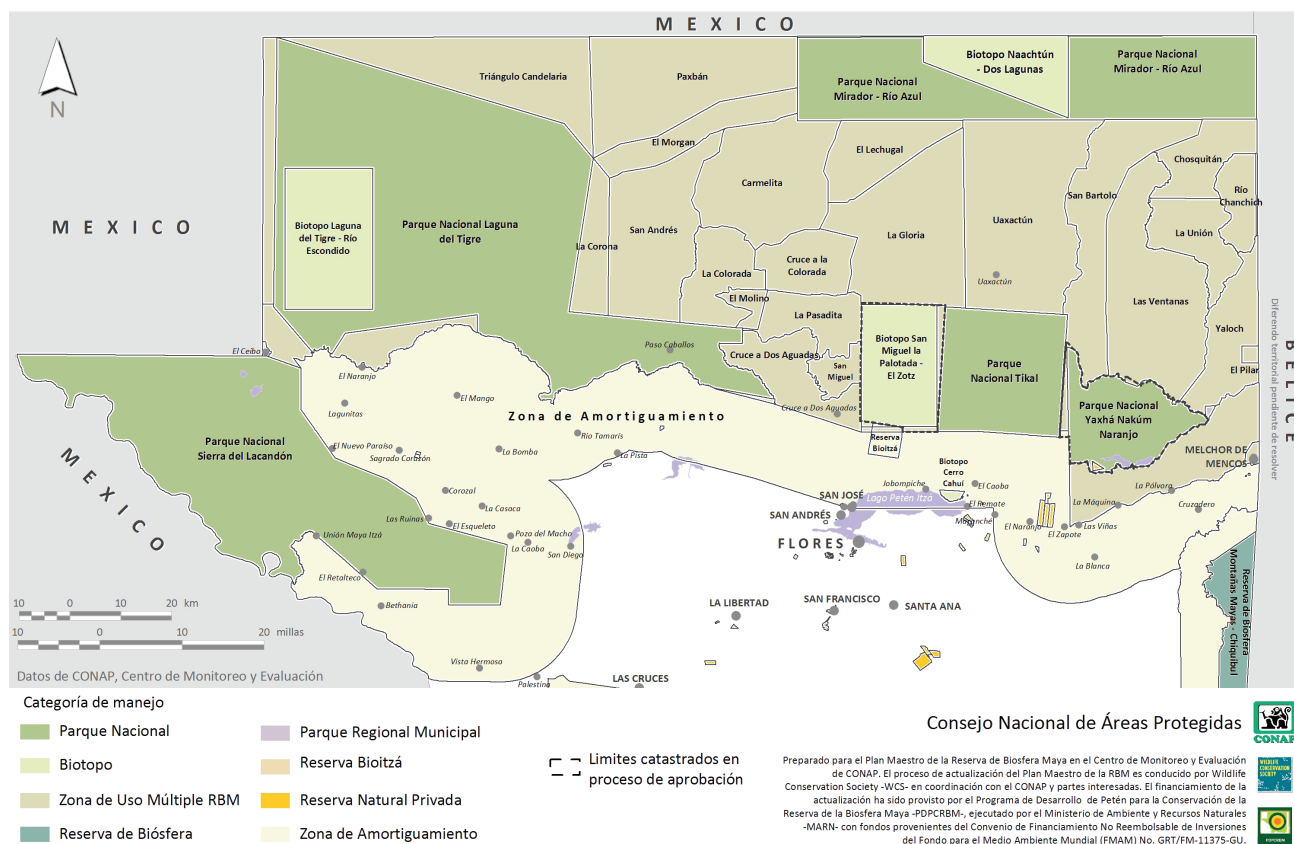 MEXICO
N
Triángulo Candelaria
Paxbán
Parque Nacional
Mirador - Río Azul
Biotopo Naachtún
- Dos Lagunas
Parque Nacional
Mirador - Río Azul
El Morgan
El Lechugal
Chosquitán
Carmelita
San Bartolo
Río
Chanchich
MEXICO
Biotopo Laguna
del Tigre - Río
Escondido
Parque Nacional Laguna
del Tigre
La Corona
San Andrés
La Gloria
Uaxactún
La Unión
La Colorada
Cruce a la
Colorada
Uaxactún
El Molino
La Pasadita
Las Ventanas
Yaloch
Diferendo territorial pendiente de resolver
BELICE
El Ceibo
El Naranjo
Paso Caballos
Cruce a Dos Aguadas
San
Miguel
Biotopo San
Miguel la
Palotada -
El Zotz
Parque
Nacional Tikal
El Pilar
Lagunitas
El Mango
Zona de Amortiguamiento
Cruce a Dos Aguadas
Parque Nacional
Yaxhá Nakúm
Naranjo
Parque Nacional
Sierra del Lacandón
El Nuevo Paraíso
Sagrado Corazón
La Bomba
Río Tamaris
La Pista
Reserva
Bioitzá
MELCHOR DE
MENCOS
MEXICO
Biotopo
Cerro
Cahuí
Corozal
La Casaca
Jobompiche
El Caoba
La Pólvora
SAN JOSÉ
Lago Petén Itzá
El Remate
La Máquina
Cruzadero
Las Ruinas
El Esqueleto
SAN ANDRÉS
Macanché
El Naranjo
Las Viñas
El Zapote
Unión Maya Itzá
Poza del Macho
La Caoba
San Diego
FLORES
La Blanca
El Retalteco
Bethania
LA LIBERTAD
SAN FRANCISCO
SANTA ANA
Reserva de Biosfera
Montañas Mayas - Chiquibul
10 0 10 20 km
10 0 10 20 millas
Vista Hermosa
Palestina
LAS CRUCES
Datos de CONAP, Centro de Monitoreo y Evaluación
Categoría de manejo
Parque Nacional
Biotopo
Zona de Uso Múltiple RBM
Reserva de Biósfera
Parque Regional Municipal
Reserva Bioitzá
Reserva Natural Privada
Zona de Amortiguamiento
Limites catastrados en
proceso de aprobación
Consejo Nacional de Áreas Protegidas
CONAP
Preparado para el Plan Maestro de la Reserva de Biosfera Maya en el Centro de Monitoreo y Evaluación
de CONAP. El proceso de actualización del Plan Maestro de la RBM es conducido por Wildlife
Conservation Society -WCS- en coordinación con el CONAP y partes interesadas. El financiamiento de la
actualización ha sido provisto por el Programa de Desarrollo de Petén para la Conservación de la
Reserva de la Biosfera Maya -PDPCRBM-, ejecutado por el Ministerio de Ambiente y Recursos Naturales
-MARN- con fondos provenientes del Convenio de Financiamiento No Reembolsable de Inversiones
del Fondo para el Medio Ambiente Mundial (FMAM) No. GRT/FM-11375-GU.
WILDLIFE
CONSERVATION
SOCIETY
PDPCRBM